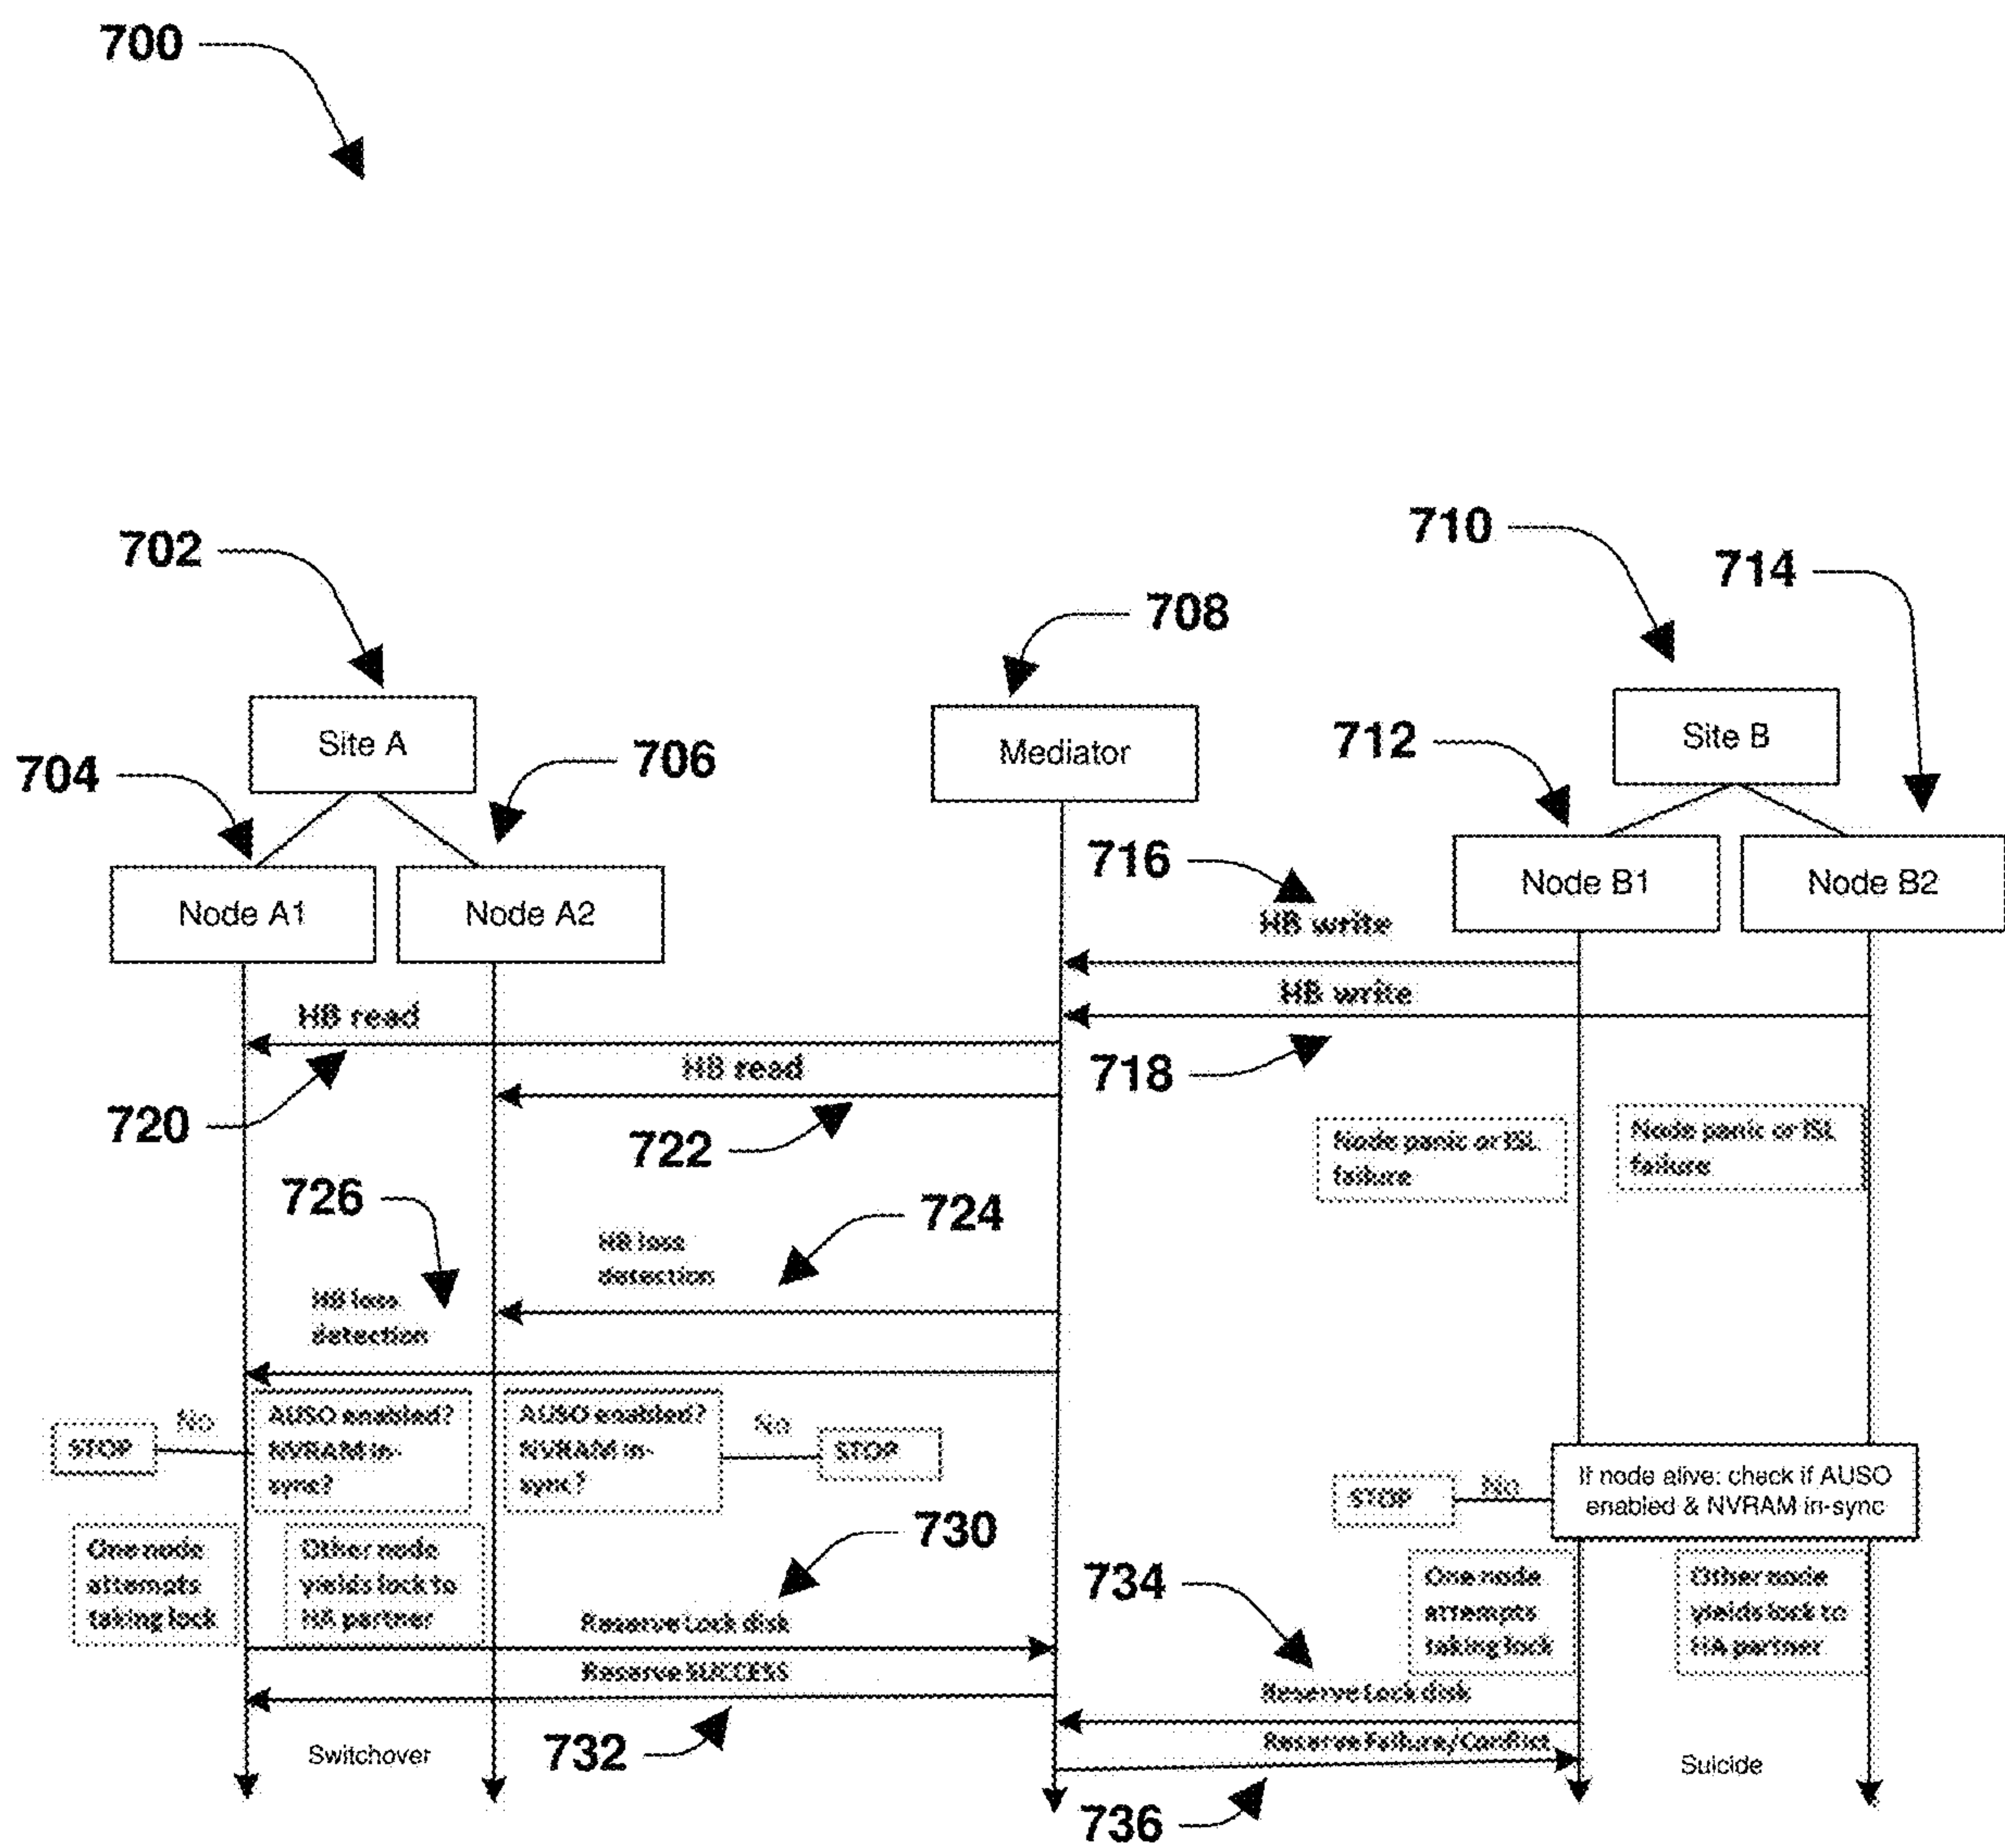 700
702
710
714
708
Site A
Mediator
712
Site B
704
706
716
Node A1
Node A2
Node B1
Node B2
HB write
HB write
HB read
HB read
718
720
722
Node panic or ISL
failure
Node panic or ISL
failure
726
724
HB loss
detection
HB loss
detection
No
AUSO enabled?
NVRAM in-
sync?
STOP
AUSO enabled?
NVRAM in-
sync?
No
STOP
If node alive: check if AUSO
enabled & NVRAM in-sync
No
STOP
One node
attempts
taking lock
Other node
yields lock to
HA partner
730
734
One node
attempts
taking lock
Other node
yields lock to
HA partner
Reserve Lock disk
Reserve SUCCESS
Reserve Lock disk
Reserve Failure/Conflict
732
Switchover
Suicide
736